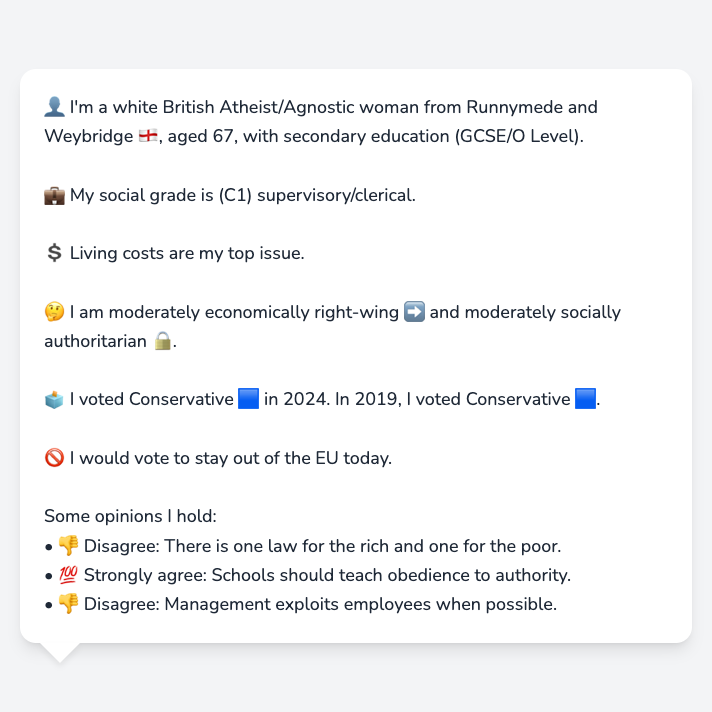 👤 I'm a white British Atheist/Agnostic woman from Runnymede and
Weybridge 🏴󠁧󠁢󠁥󠁮󠁧󠁿, aged 67, with secondary education (GCSE/O Level).
💼 My social grade is (C1) supervisory/clerical.
💲 Living costs are my top issue.
🤔 I am moderately economically right-wing ➡️ and moderately socially
authoritarian 🔒.
🗳️ I voted Conservative 🟦 in 2024. In 2019, I voted Conservative 🟦.
🚫 I would vote to stay out of the EU today.
Some opinions I hold:
• 👎 Disagree: There is one law for the rich and one for the poor.
• 💯 Strongly agree: Schools should teach obedience to authority.
• 👎 Disagree: Management exploits employees when possible.